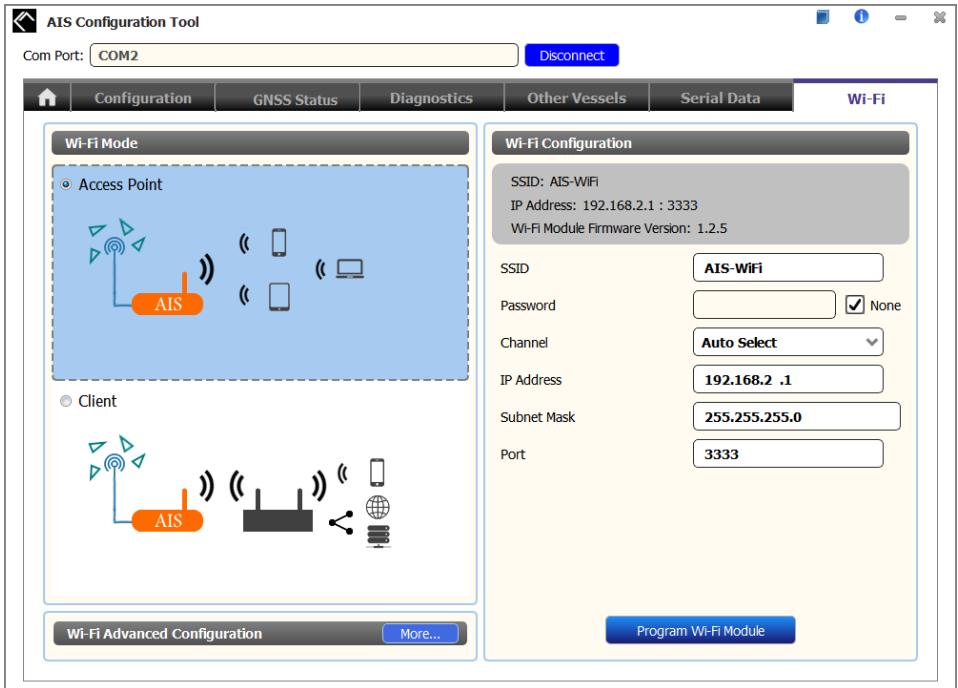 AIS Configuration Tool
Com Port: COM2 Disconnect
Configuration GNSS Status Diagnostics Other Vessels Serial Data Wi-Fi
Wi-Fi Mode
Access Point
AIS
Client
AIS
Wi-Fi Advanced Configuration More...
Wi-Fi Configuration
SSID: AIS-WiFi
IP Address: 192.168.2.1 : 3333
Wi-Fi Module Firmware Version: 1.2.5
SSID AIS-WiFi
Password None
Channel Auto Select
IP Address 192.168.2 .1
Subnet Mask 255.255.255.0
Port 3333
Program Wi-Fi Module